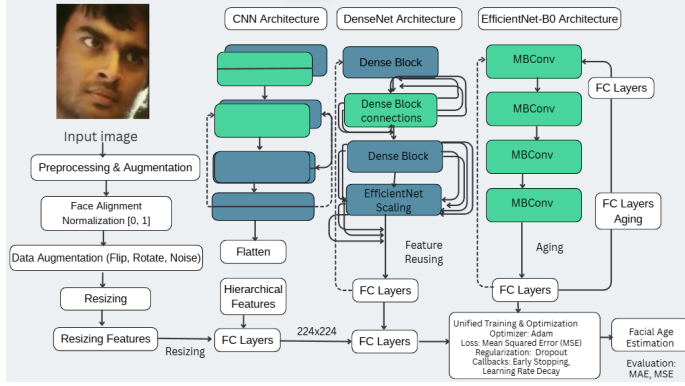 CNN Architecture
DenseNet Architecture
EfficientNet-B0 Architecture
Input image
Preprocessing & Augmentation
Face Alignment
Normalization [0, 1]
Data Augmentation (Flip, Rotate, Noise)
Resizing
Resizing Features
Resizing
Flatten
Hierarchical
Features
FC Layers
224x224
Dense Block
Dense Block
connections
Dense Block
EfficientNet
Scaling
Feature
Reusing
FC Layers
FC Layers
MBConv
MBConv
MBConv
MBConv
Aging
FC Layers
FC Layers
FC Layers
Aging
Unified Training & Optimization
Optimizer: Adam
Loss: Mean Squared Error (MSE)
Regularization: Dropout
Callbacks: Early Stopping,
Learning Rate Decay
Facial Age
Estimation
Evaluation:
MAE, MSE